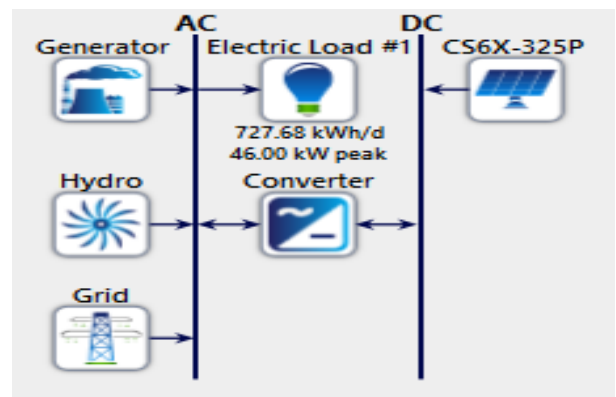 AC DC
Generator Electric Load #1 CS6X-325P
727.68 kWh/d
46.00 kW peak
Hydro Converter
Grid